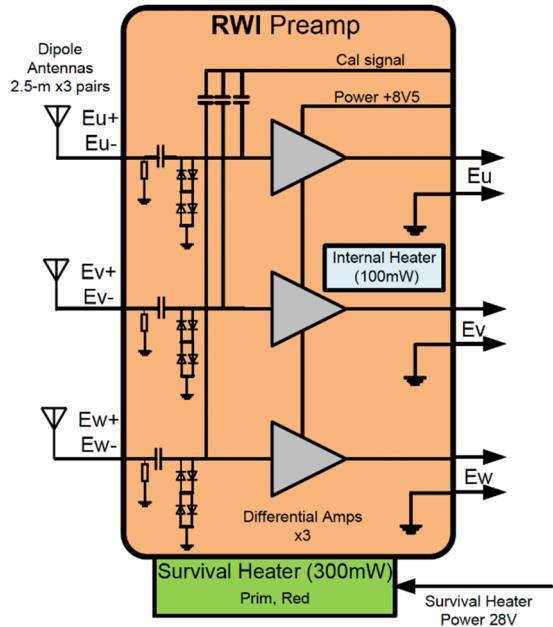 RWI Preamp
Dipole
Antennas
2.5-m x3 pairs
Cal signal
Power +8V5
Eu+
Eu-
Eu
Internal Heater
(100mW)
Ev+
Ev-
Ev
Ew+
Ew-
Ew
Differential Amps
x3
Survival Heater (300mW)
Prim, Red
Survival Heater
Power 28V